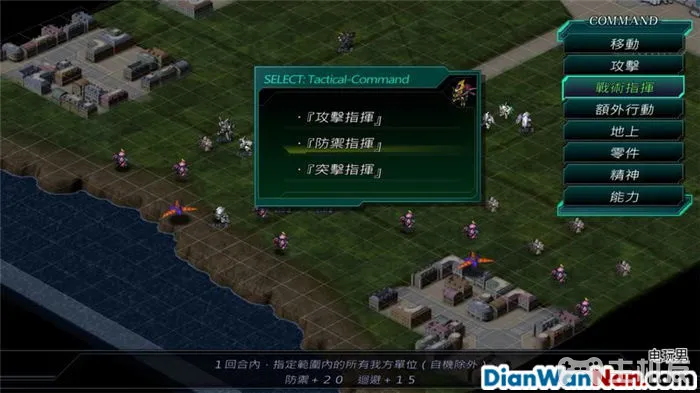 COMMAND
移動
攻擊
戰術指揮
額外行動
地上
零件
精神
能力
SELECT: Tactical-Command
·『攻擊指揮』
·『防禦指揮』
·『突擊指揮』
1回合內，指定範圍內的所有我方單位（自機除外）
防禦+20 迴避+15
电玩男
DianWanNan.com